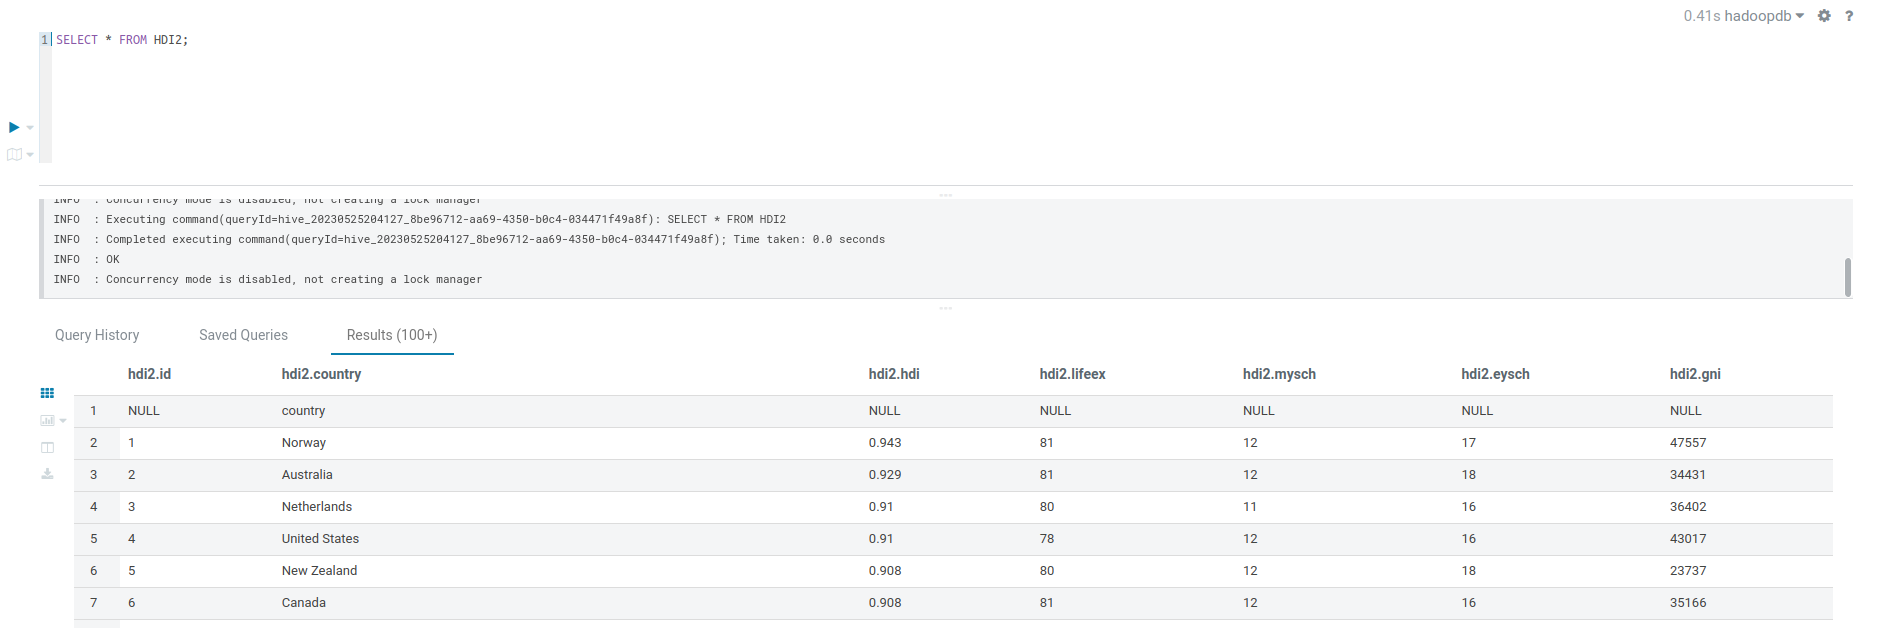 0.41s hadoopdb ?
1 SELECT * FROM HDI2;
INFO : Concurrency mode is disabled, not creating a lock manager
INFO : Executing command(queryId=hive_20230525204127_8be96712-aa69-4350-b0c4-034471f49a8f): SELECT * FROM HDI2
INFO : Completed executing command(queryId=hive_20230525204127_8be96712-aa69-4350-b0c4-034471f49a8f); Time taken: 0.0 seconds
INFO : OK
INFO : Concurrency mode is disabled, not creating a lock manager
Query History Saved Queries Results (100+)
hdi2.id hdi2.country hdi2.hdi hdi2.lifeex hdi2.mysch hdi2.eysch hdi2.gni
1 NULL country NULL NULL NULL NULL NULL
2 1 Norway 0.943 81 12 17 47557
3 2 Australia 0.929 81 12 18 34431
4 3 Netherlands 0.91 80 11 16 36402
5 4 United States 0.91 78 12 16 43017
6 5 New Zealand 0.908 80 12 18 23737
7 6 Canada 0.908 81 12 16 35166